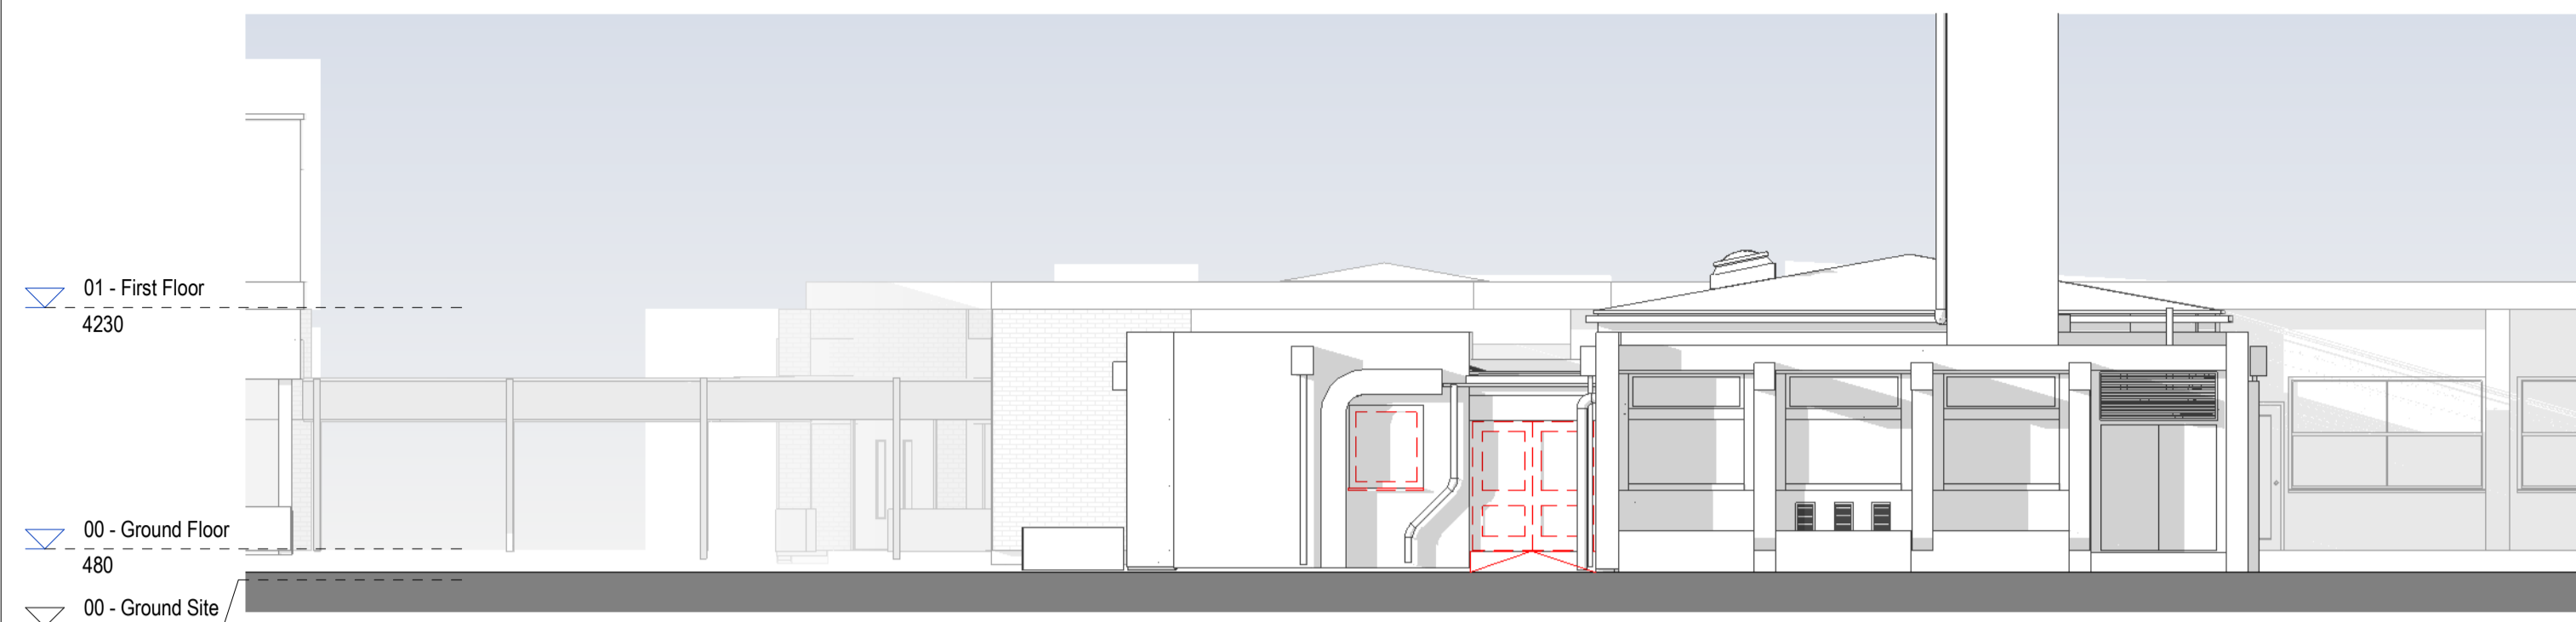 01 - First Floor
4230
00 - Ground Floor
480
00 - Ground Site